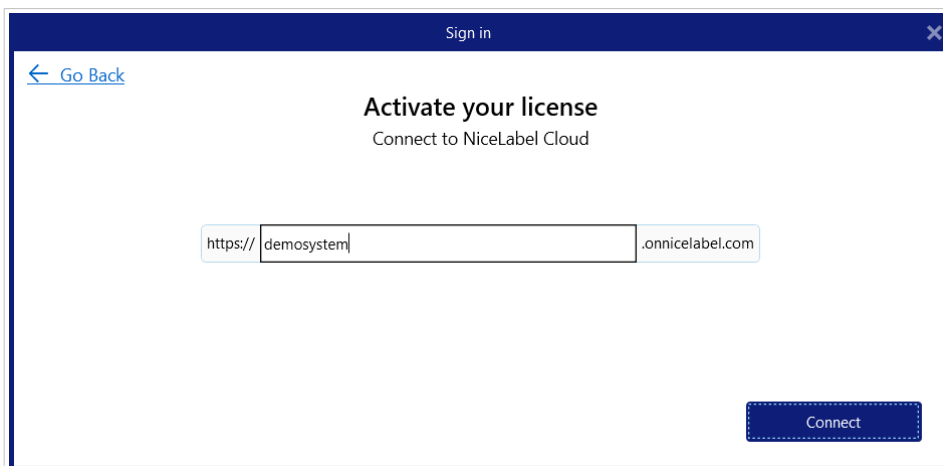 Sign in
← Go Back
Activate your license
Connect to NiceLabel Cloud
https:// demosystem .onnicelabel.com
Connect